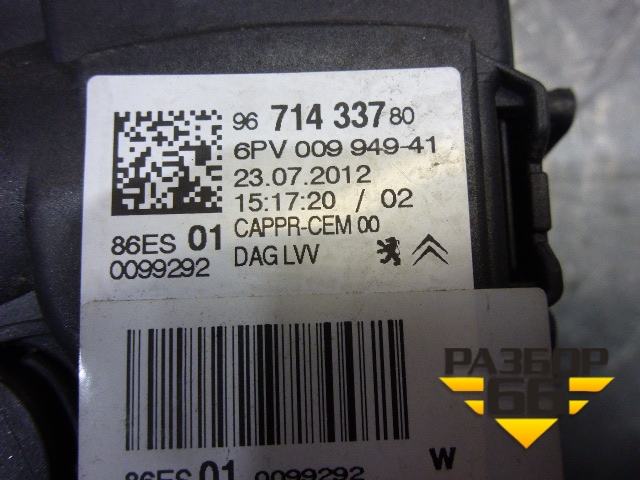 96 714 337 80
6PV 009 949-41
23.07.2012
15:17:20 / 02
86ES 01 CAPPR-CEM 00
0099292 DAG LVV
РАЗБОР
66
W
86ES 01 0099292